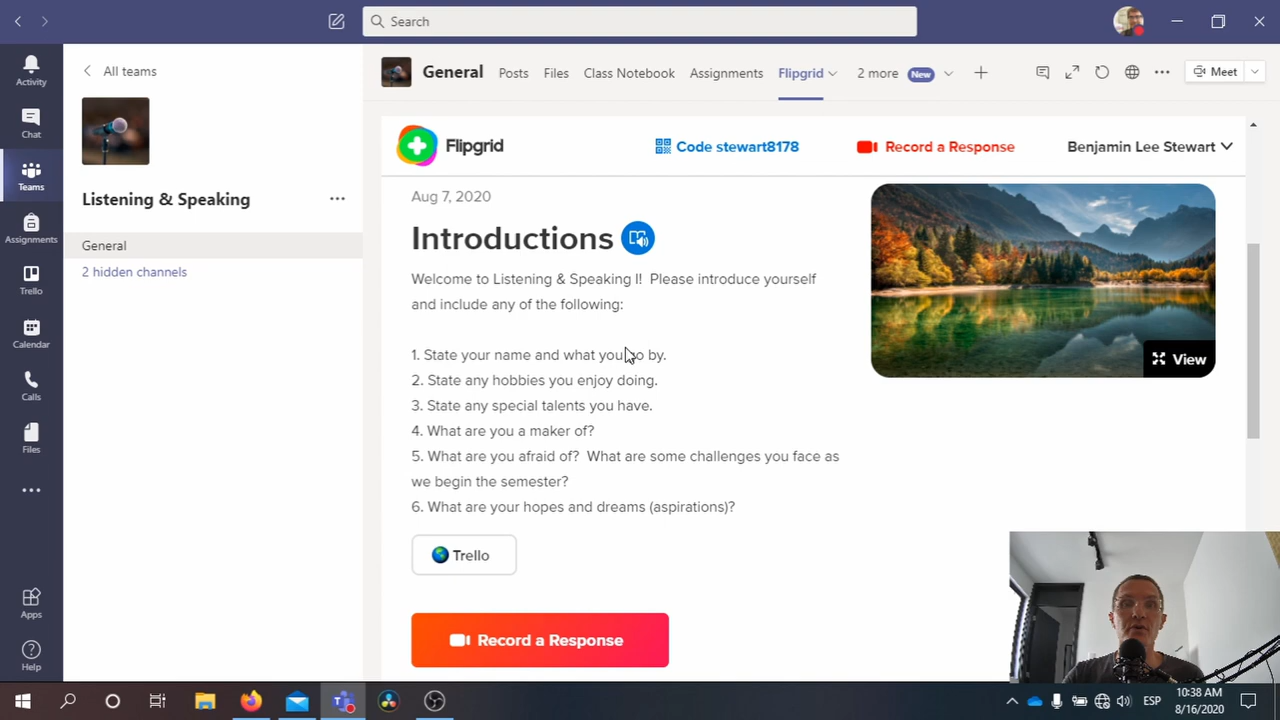 Search
Activity
Chat
Teams
Assignments
Trello
Calendar
Calls
Files
Apps
Help
All teams
Listening & Speaking
General
2 hidden channels
General Posts Files Class Notebook Assignments Flipgrid 2 more New Meet
Flipgrid Code stewart8178 Record a Response Benjamin Lee Stewart
Aug 7, 2020
Introductions
Welcome to Listening & Speaking I! Please introduce yourself
and include any of the following:
1. State your name and what you go by.
2. State any hobbies you enjoy doing.
3. State any special talents you have.
4. What are you a maker of?
5. What are you afraid of? What are some challenges you face as
we begin the semester?
6. What are your hopes and dreams (aspirations)?
View
Trello
Record a Response
ESP
10:38 AM
8/16/2020